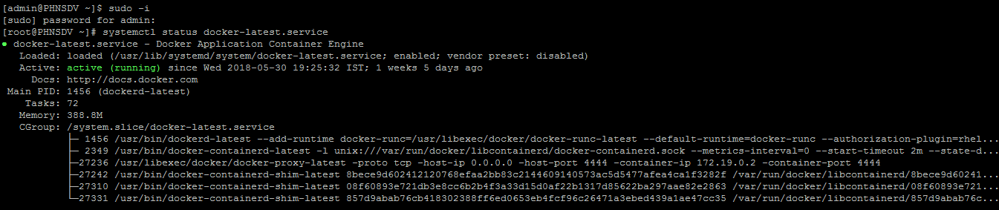 [admin@PHNSDV ~]$ sudo -i
[sudo] password for admin:
[root@PHNSDV ~]# systemctl status docker-latest.service
● docker-latest.service - Docker Application Container Engine
   Loaded: loaded (/usr/lib/systemd/system/docker-latest.service; enabled; vendor preset: disabled)
   Active: active (running) since Wed 2018-05-30 19:25:32 IST; 1 weeks 5 days ago
     Docs: http://docs.docker.com
 Main PID: 1456 (dockerd-latest)
    Tasks: 72
   Memory: 388.8M
   CGroup: /system.slice/docker-latest.service
           ├─ 1456 /usr/bin/dockerd-latest --add-runtime docker-runc=/usr/libexec/docker/docker-runc-latest --default-runtime=docker-runc --authorization-plugin=rhel...
           ├─ 2349 /usr/bin/docker-containerd-latest -l unix:///var/run/docker/libcontainerd/docker-containerd.sock --metrics-interval=0 --start-timeout 2m --state-d...
           ├─27236 /usr/libexec/docker/docker-proxy-latest -proto tcp -host-ip 0.0.0.0 -host-port 4444 -container-ip 172.19.0.2 -container-port 4444
           ├─27242 /usr/bin/docker-containerd-shim-latest 8bece9d602412120768efaa2bb83c2144609140573ac5d5477afea4ca1f3282f /var/run/docker/libcontainerd/8bece9d60241...
           ├─27310 /usr/bin/docker-containerd-shim-latest 08f60893e721db3e8cc6b2b4f3a33d15d0af22b1317d85622ba297aae82e2863 /var/run/docker/libcontainerd/08f60893e721...
           └─27331 /usr/bin/docker-containerd-shim-latest 857d9abab76cb418302388ff6ed0653eb4fcf96c26471a3ebed439a1ae47cc35 /var/run/docker/libcontainerd/857d9abab76c...